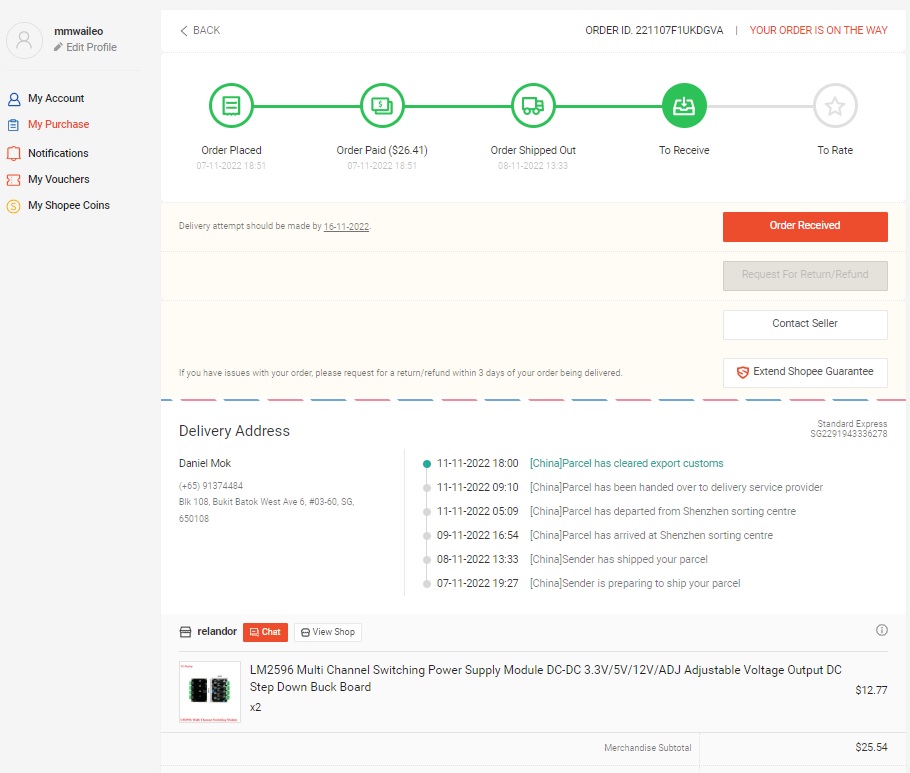 mmwaileo
Edit Profile
My Account
My Purchase
Notifications
My Vouchers
My Shopee Coins
BACK
ORDER ID. 221107F1UKDGVA | YOUR ORDER IS ON THE WAY
Order Placed
07-11-2022 18:51
Order Paid ($26.41)
07-11-2022 18:51
Order Shipped Out
08-11-2022 13:33
To Receive
To Rate
Delivery attempt should be made by 16-11-2022.
Order Received
Request For Return/Refund
Contact Seller
If you have issues with your order, please request for a return/refund within 3 days of your order being delivered.
Extend Shopee Guarantee
Delivery Address
Standard Express
SG2291943336278
Daniel Mok
(+65) 91374484
Blk 108, Bukit Batok West Ave 6, #03-60, SG,
650108
11-11-2022 18:00 [China]Parcel has cleared export customs
11-11-2022 09:10 [China]Parcel has been handed over to delivery service provider
11-11-2022 05:09 [China]Parcel has departed from Shenzhen sorting centre
09-11-2022 16:54 [China]Parcel has arrived at Shenzhen sorting centre
08-11-2022 13:33 [China]Sender has shipped your parcel
07-11-2022 19:27 [China]Sender is preparing to ship your parcel
relandor
Chat
View Shop
LM2596 Multi Channel Switching Power Supply Module DC-DC 3.3V/5V/12V/ADJ Adjustable Voltage Output DC
Step Down Buck Board
x2
$12.77
LM2596 Multi Channel Switching Module
Merchandise Subtotal
$25.54